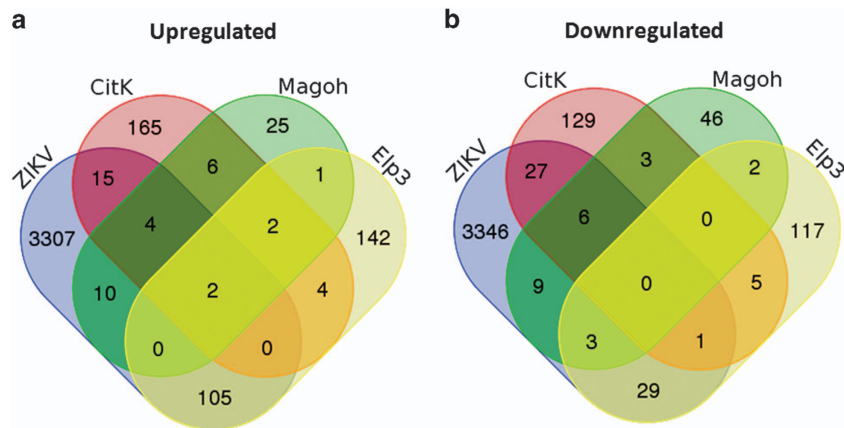 a
Upregulated
CitK
Magoh
ZIKV
Elp3
165
25
15
6
1
3307
4
2
142
10
2
4
0
0
105
b
Downregulated
CitK
Magoh
ZIKV
Elp3
129
46
27
3
2
3346
6
0
117
9
0
5
3
1
29